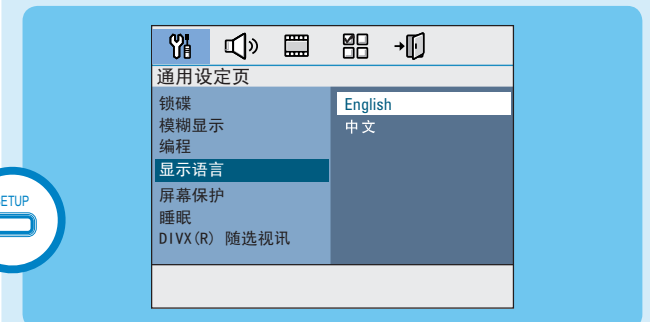 通用设定页
锁碟
模糊显示
编程
显示语言
屏幕保护
睡眠
DIVX(R) 随选视讯
English
中文
ETUP